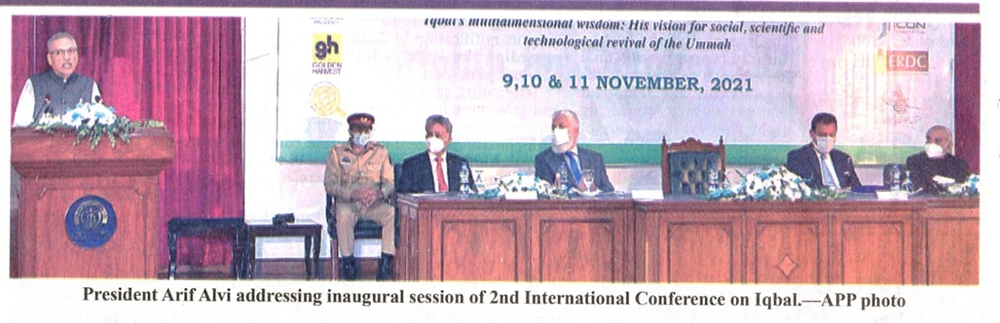 Iqbal's multidimensional wisdom: His vision for social, scientific and
technological revival of the Ummah
9,10 & 11 NOVEMBER, 2021
gh
GOLDEN
HARVEST
ICON
ERDC
President Arif Alvi addressing inaugural session of 2nd International Conference on Iqbal.—APP photo